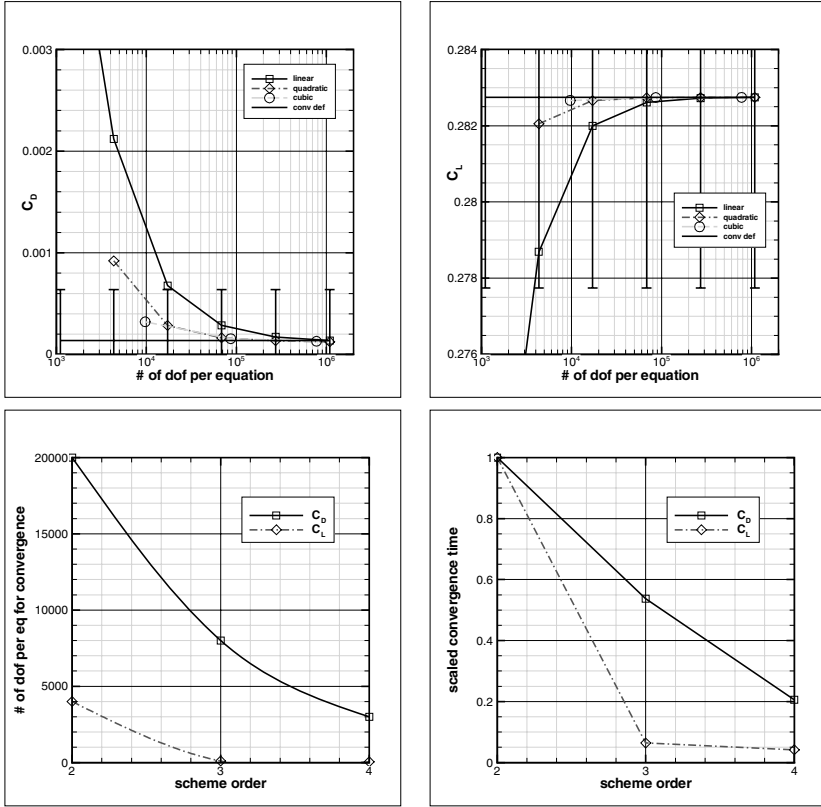 0.003
0.002
0.001
0
C_D
10^3
10^4
10^5
10^6
# of dof per equation
linear
quadratic
cubic
conv def
0.284
0.282
0.28
0.278
0.276
C_L
10^3
10^4
10^5
10^6
# of dof per equation
linear
quadratic
cubic
conv def
20000
15000
10000
5000
0
# of dof per eq for convergence
2
3
4
scheme order
C_D
C_L
1
0.8
0.6
0.4
0.2
0
scaled convergence time
2
3
4
scheme order
C_D
C_L